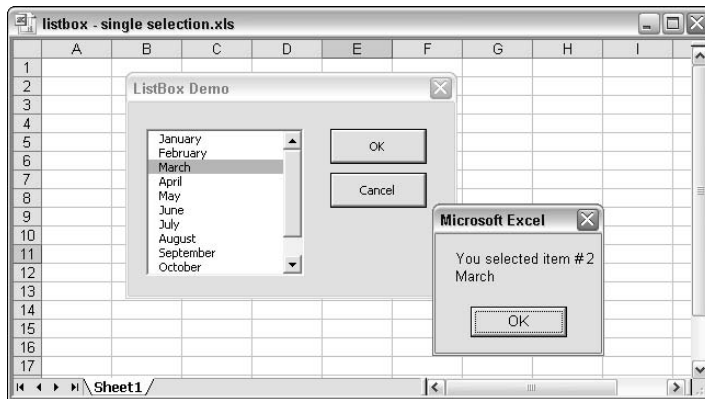 listbox - single selection.xls
A B C D E F G H I
1
2
3
4
5
6
7
8
9
10
11
12
13
14
15
16
17
ListBox Demo
January
February
March
April
May
June
July
August
September
October
OK
Cancel
Microsoft Excel
You selected item #2
March
OK
Sheet1